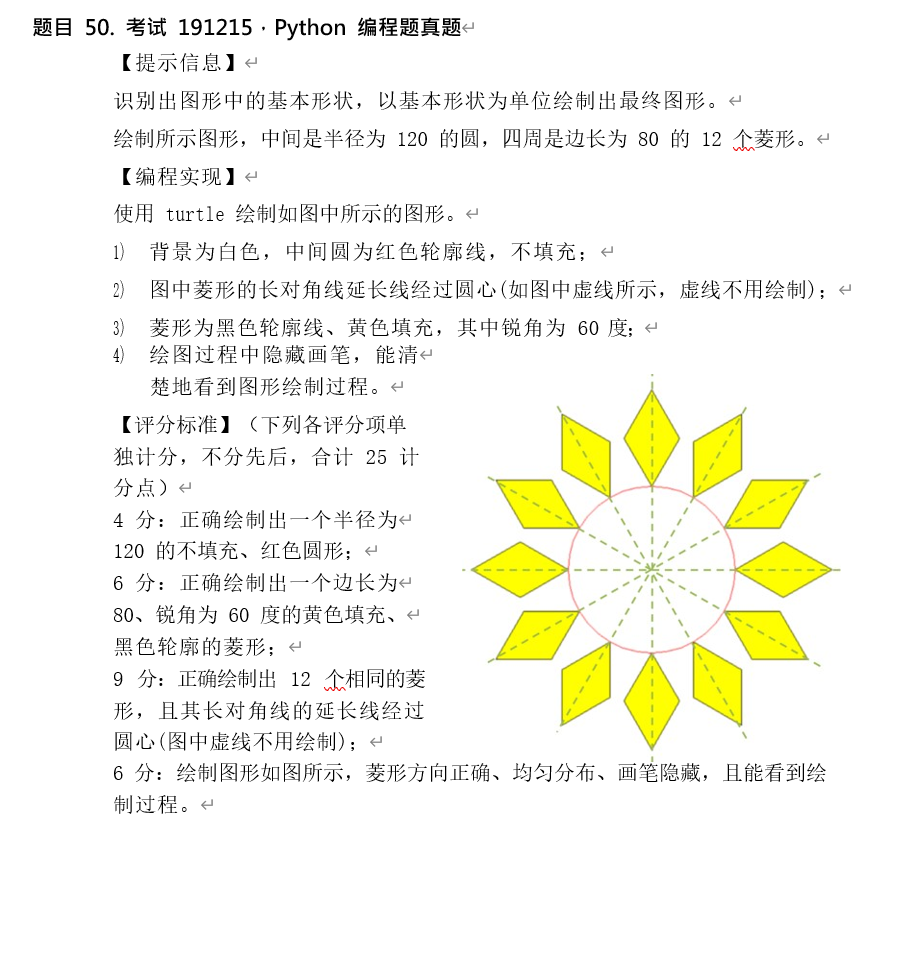 题目 50. 考试 191215 · Python 编程题真题↵
【提示信息】↵
识别出图形中的基本形状，以基本形状为单位绘制出最终图形。↵
绘制所示图形，中间是半径为 120 的圆，四周是边长为 80 的 12 个菱形。↵
【编程实现】↵
使用 turtle 绘制如图中所示的图形。↵
1) 背景为白色，中间圆为红色轮廓线，不填充；↵
2) 图中菱形的长对角线延长线经过圆心(如图中虚线所示，虚线不用绘制)；↵
3) 菱形为黑色轮廓线、黄色填充，其中锐角为 60 度；↵
4) 绘图过程中隐藏画笔，能清↵
楚地看到图形绘制过程。↵
【评分标准】（下列各评分项单
独计分，不分先后，合计 25 计
分点）↵
4 分：正确绘制出一个半径为↵
120 的不填充、红色圆形；↵
6 分：正确绘制出一个边长为↵
80、锐角为 60 度的黄色填充、↵
黑色轮廓的菱形；↵
9 分：正确绘制出 12 个相同的菱
形，且其长对角线的延长线经过
圆心(图中虚线不用绘制)；↵
6 分：绘制图形如图所示，菱形方向正确、均匀分布、画笔隐藏，且能看到绘
制过程。↵